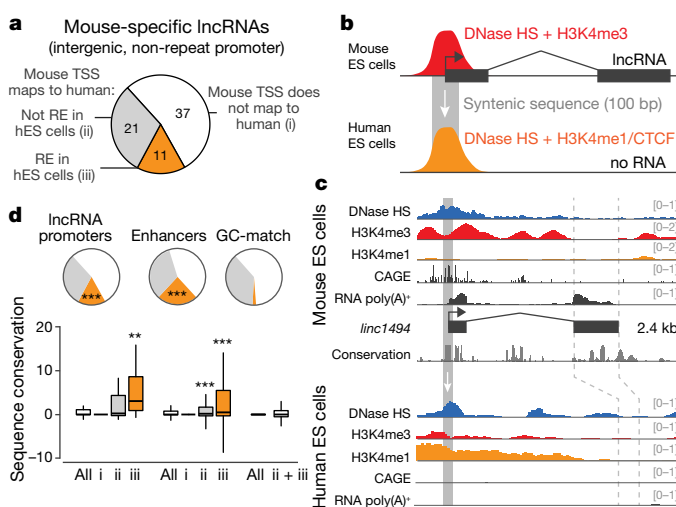 a
Mouse-specific lncRNAs
(intergenic, non-repeat promoter)
Mouse TSS
maps to human:
Not RE in
hES cells (ii)
RE in
hES cells (iii)
21
11
37
Mouse TSS does
not map to
human (i)
b
Mouse
ES cells
DNase HS + H3K4me3
lncRNA
Syntenic sequence (100 bp)
Human
ES cells
DNase HS + H3K4me1/CTCF
no RNA
c
Mouse ES cells
DNase HS
[0–1]
H3K4me3
[0–2]
H3K4me1
[0–2]
CAGE
[0–1]
RNA poly(A)+
[0–1]
linc1494
2.4 kb
Conservation
Human ES cells
DNase HS
[0–1]
H3K4me3
[0–1]
H3K4me1
[0–1]
CAGE
[0–1]
RNA poly(A)+
[0–1]
d
lncRNA
promoters
Enhancers
GC-match
***
***
Sequence conservation
20
10
0
–10
**
***
***
All i ii iii
All i ii iii
All ii + iii